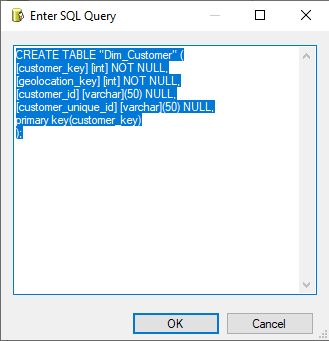 Enter SQL Query
CREATE TABLE "Dim_Customer" (
[customer_key] [int] NOT NULL,
[geolocation_key] [int] NOT NULL,
[customer_id] [varchar](50) NULL,
[customer_unique_id] [varchar](50) NULL,
primary key(customer_key)
);
OK
Cancel